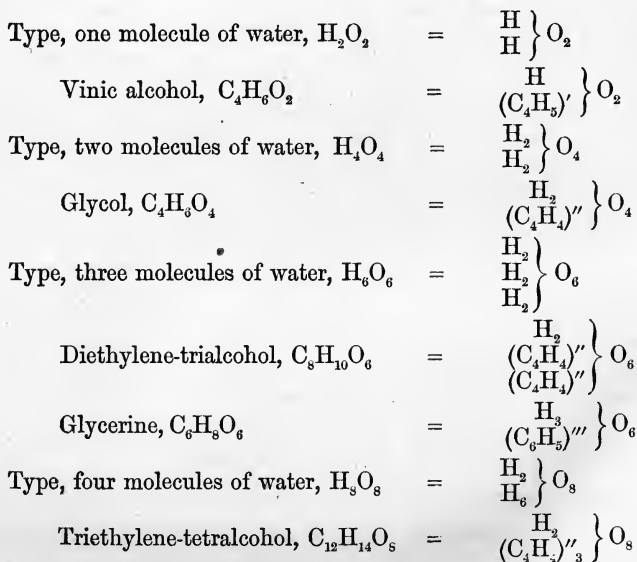 Type, one molecule of water, H₂O₂ = H H } O₂
Vinic alcohol, C₄H₆O₂ = H (C₄H₅)′ } O₂
Type, two molecules of water, H₄O₄ = H₂ H₂ } O₄
Glycol, C₄H₆O₄ = H₂ (C₄H₄)″ } O₄
Type, three molecules of water, H₆O₆ = H₂ H₂ H₂ } O₆
Diethylene-trialcohol, C₈H₁₀O₆ = H₂ (C₄H₄)″ (C₄H₄)″ } O₆
Glycerine, C₆H₈O₆ = H₃ (C₆H₅)‴ } O₆
Type, four molecules of water, H₈O₈ = H₂ H₆ } O₈
Triethylene-tetralcohol, C₁₂H₁₄O₈ = H₂ (C₄H₄)″₃ } O₈